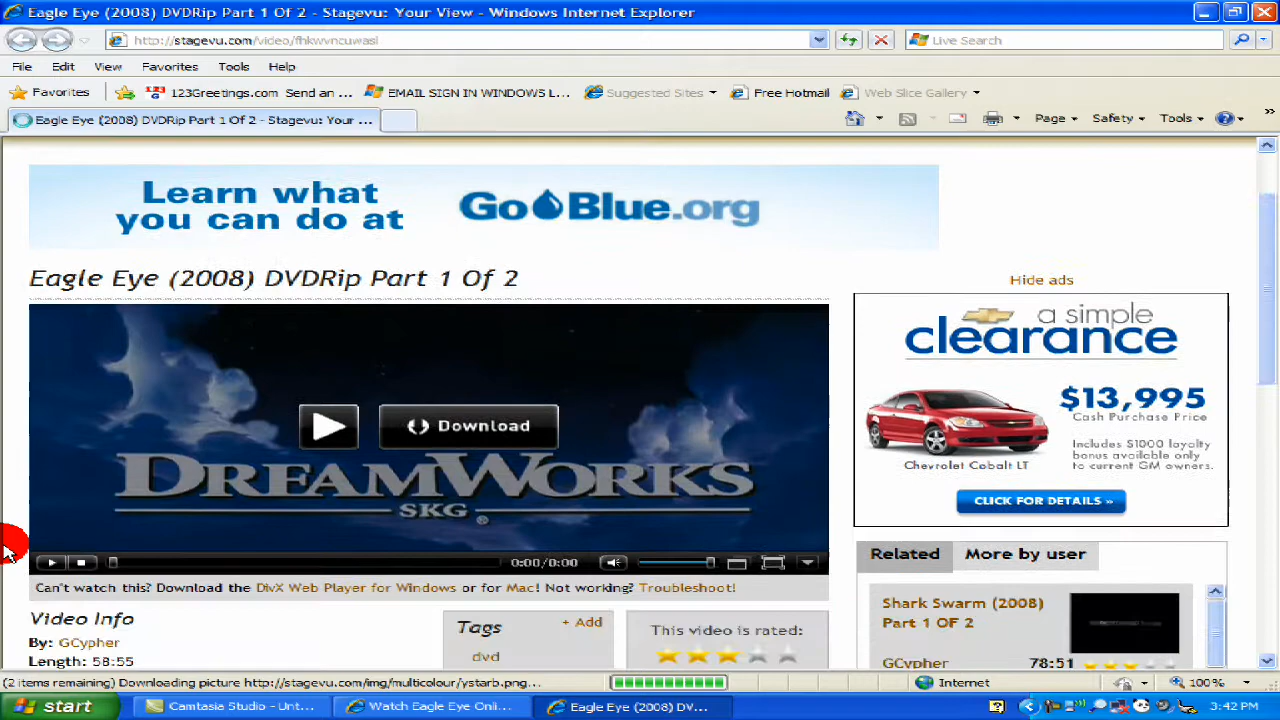 Eagle Eye (2008) DVDRip Part 1 Of 2 - Stagevu: Your View - Windows Internet Explorer
http://stagevu.com/video/fhkwvncuwasl
Live Search
File Edit View Favorites Tools Help
Favorites 123Greetings.com Send an ... EMAIL SIGN IN WINDOWS L... Suggested Sites Free Hotmail Web Slice Gallery
Eagle Eye (2008) DVDRip Part 1 Of 2 - Stagevu: Your ...
Page Safety Tools
Learn what
you can do at
GoBlue.org
Eagle Eye (2008) DVDRip Part 1 Of 2
Hide ads
Download
DREAMWORKS
SKG
®
0:00/0:00
Can't watch this? Download the DivX Web Player for Windows or for Mac! Not working? Troubleshoot!
a simple
clearance
$13,995
Cash Purchase Price
Includes $1000 loyalty
bonus available only
to current GM owners.
Chevrolet Cobalt LT
CLICK FOR DETAILS »
Related More by user
Shark Swarm (2008)
Part 1 OF 2
GCypher 78:51
Video Info
By: GCypher
Length: 58:55
Tags + Add
dvd
This video is rated:
(2 items remaining) Downloading picture http://stagevu.com/img/multicolour/ystarb.png...
Internet
100%
start
Camtasia Studio - Unt...
Watch Eagle Eye Onli...
Eagle Eye (2008) DV...
3:42 PM